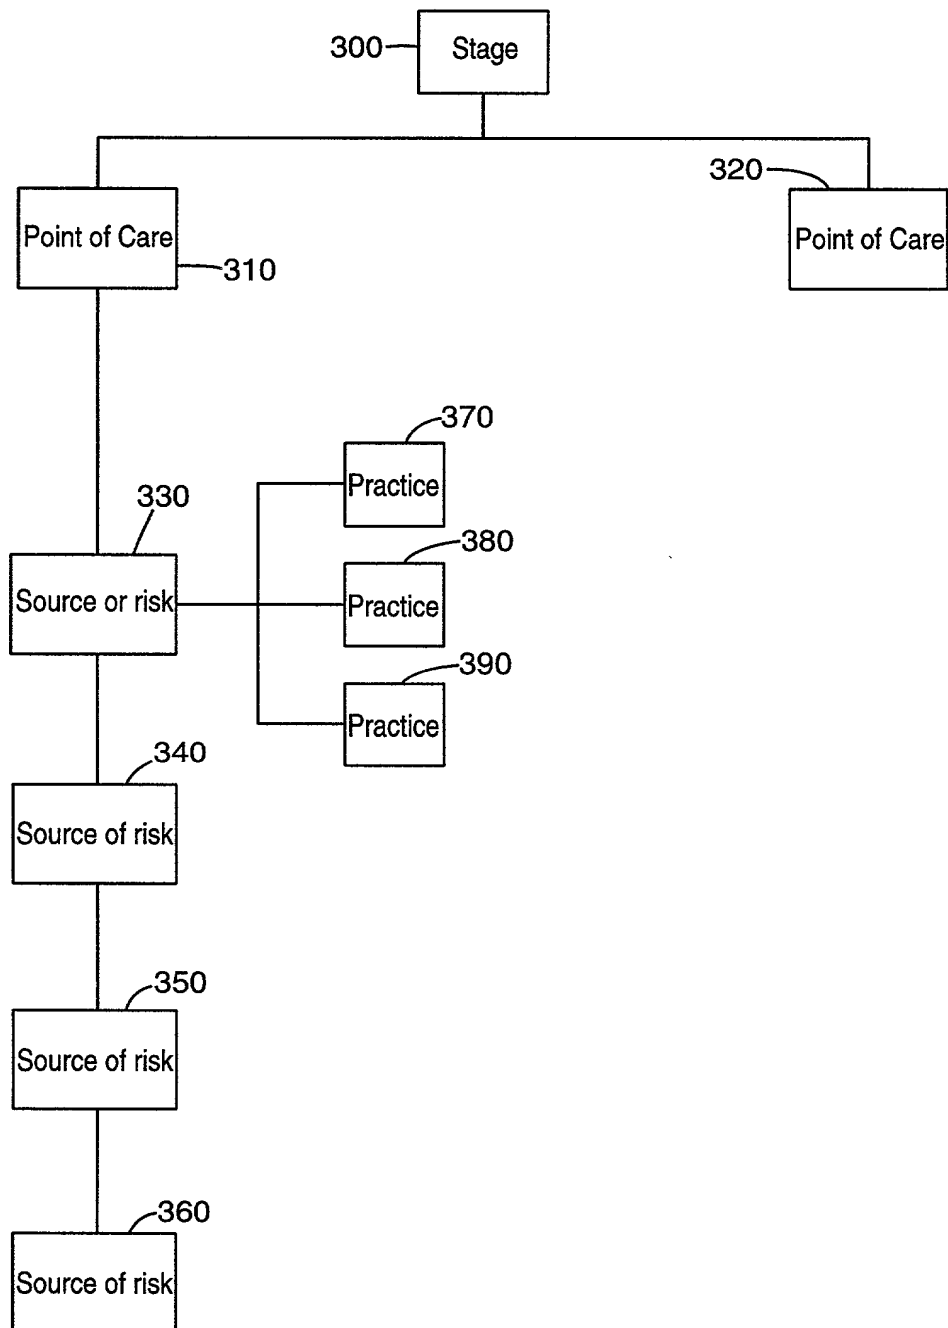 300
Stage
320
Point of Care
310
Point of Care
370
Practice
330
380
Source or risk
Practice
390
Practice
340
Source of risk
350
Source of risk
360
Source of risk